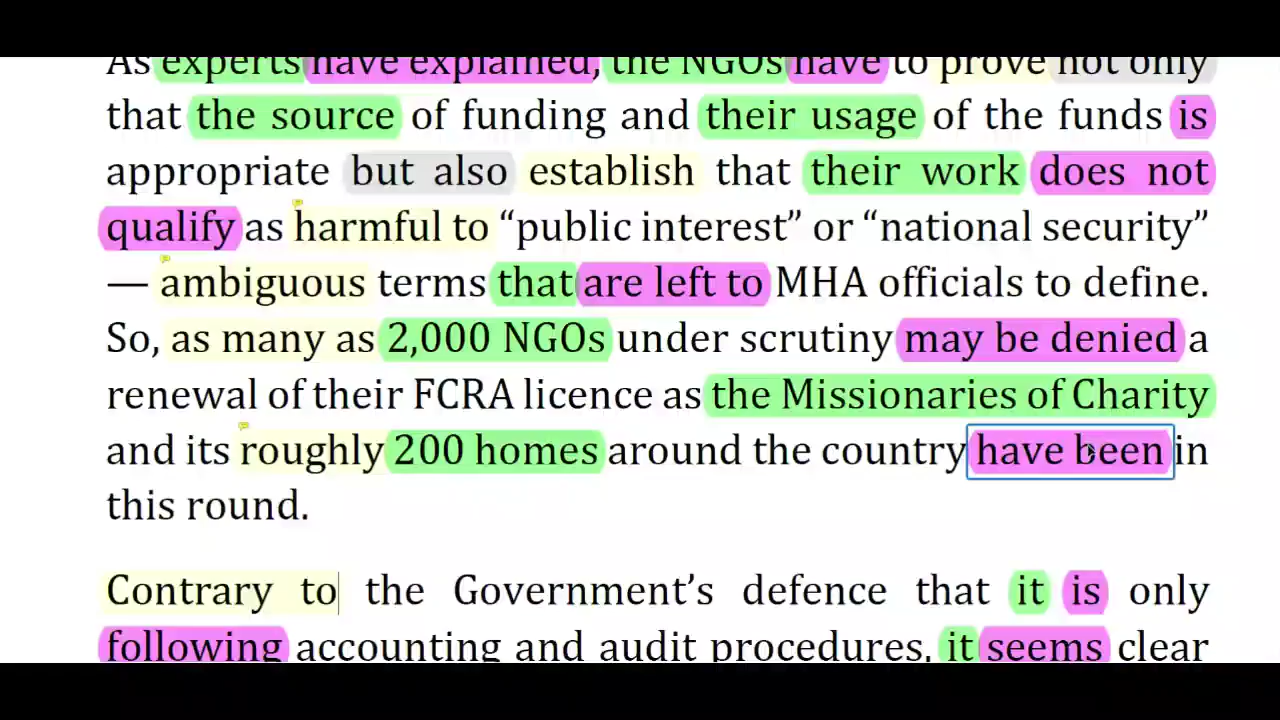 As experts have explained, the NGOs have to prove not only
that the source of funding and their usage of the funds is
appropriate but also establish that their work does not
qualify as harmful to “public interest” or “national security”
— ambiguous terms that are left to MHA officials to define.
So, as many as 2,000 NGOs under scrutiny may be denied a
renewal of their FCRA licence as the Missionaries of Charity
and its roughly 200 homes around the country have been in
this round.
Contrary to the Government’s defence that it is only
following accounting and audit procedures, it seems clear